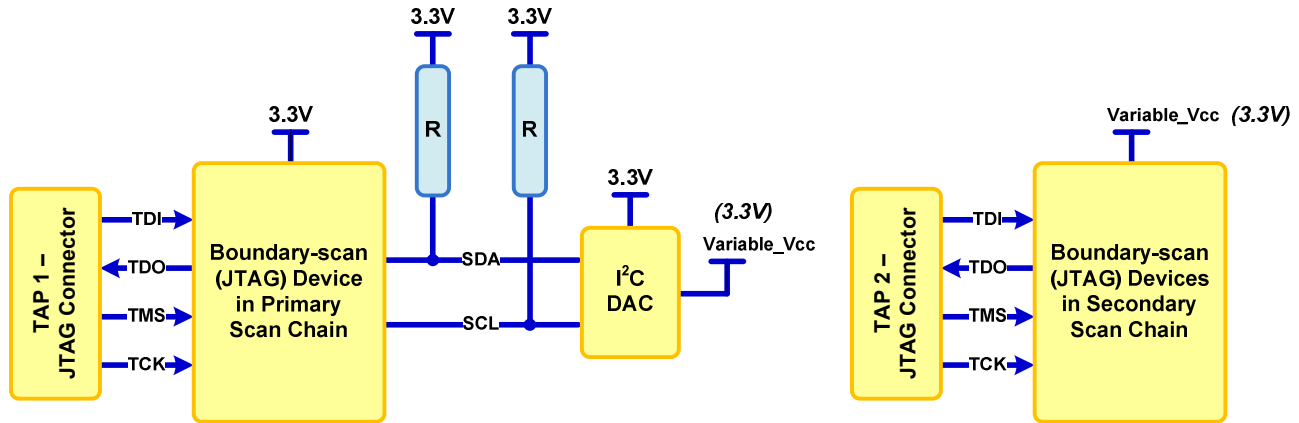 3.3V
3.3V
R
R
3.3V
TAP 1 –
JTAG Connector
TDI
TDO
TMS
TCK
Boundary-scan
(JTAG) Device
in Primary
Scan Chain
SDA
SCL
3.3V
I²C
DAC
(3.3V)
Variable_Vcc
Variable_Vcc (3.3V)
TAP 2 –
JTAG Connector
TDI
TDO
TMS
TCK
Boundary-scan
(JTAG) Devices
in Secondary
Scan Chain